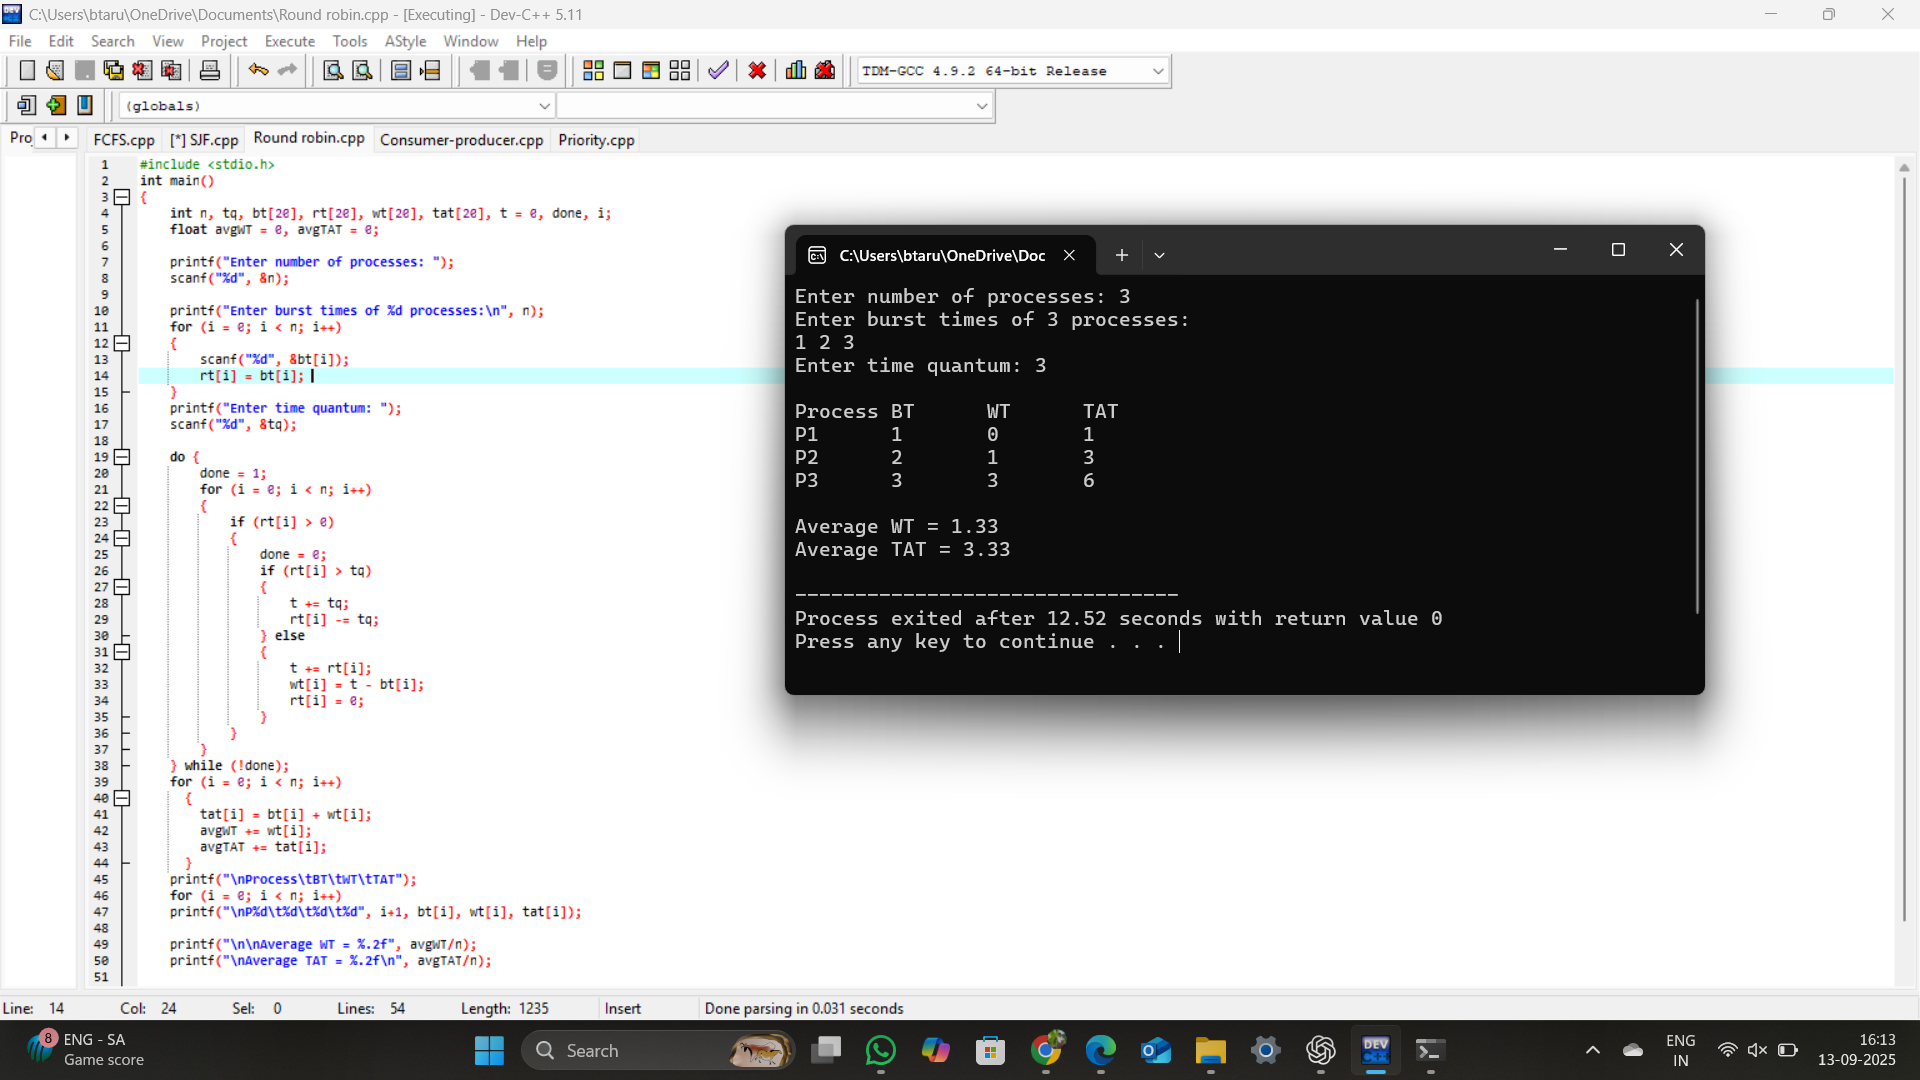 C:\Users\btaru\OneDrive\Documents\Round robin.cpp - [Executing] - Dev-C++ 5.11
File Edit Search View Project Execute Tools AStyle Window Help
TDM-GCC 4.9.2 64-bit Release
(globals)
Pro FCFS.cpp [*] SJF.cpp Round robin.cpp Consumer-producer.cpp Priority.cpp
1 #include <stdio.h>
2 int main()
3 {
4 int n, tq, bt[20], rt[20], wt[20], tat[20], t = 0, done, i;
5 float avgWT = 0, avgTAT = 0;
6
7 printf("Enter number of processes: ");
8 scanf("%d", &n);
9
10 printf("Enter burst times of %d processes:\n", n);
11 for (i = 0; i < n; i++)
12 {
13 scanf("%d", &bt[i]);
14 rt[i] = bt[i];
15 }
16 printf("Enter time quantum: ");
17 scanf("%d", &tq);
18
19 do {
20 done = 1;
21 for (i = 0; i < n; i++)
22 {
23 if (rt[i] > 0)
24 {
25 done = 0;
26 if (rt[i] > tq)
27 {
28 t += tq;
29 rt[i] -= tq;
30 } else
31 {
32 t += rt[i];
33 wt[i] = t - bt[i];
34 rt[i] = 0;
35 }
36 }
37 }
38 } while (!done);
39 for (i = 0; i < n; i++)
40 {
41 tat[i] = bt[i] + wt[i];
42 avgWT += wt[i];
43 avgTAT += tat[i];
44 }
45 printf("\nProcess\tBT\tWT\tTAT");
46 for (i = 0; i < n; i++)
47 printf("\nP%d\t%d\t%d\t%d", i+1, bt[i], wt[i], tat[i]);
48
49 printf("\n\nAverage WT = %.2f", avgWT/n);
50 printf("\nAverage TAT = %.2f\n", avgTAT/n);
51
C:\Users\btaru\OneDrive\Doc
Enter number of processes: 3
Enter burst times of 3 processes:
1 2 3
Enter time quantum: 3
Process BT WT TAT
P1 1 0 1
P2 2 1 3
P3 3 3 6
Average WT = 1.33
Average TAT = 3.33
--------------------------------
Process exited after 12.52 seconds with return value 0
Press any key to continue . . .
Line: 14 Col: 24 Sel: 0 Lines: 54 Length: 1235 Insert Done parsing in 0.031 seconds
8 ENG - SA
Game score
Search
DEV
C++
ENG
IN
16:13
13-09-2025